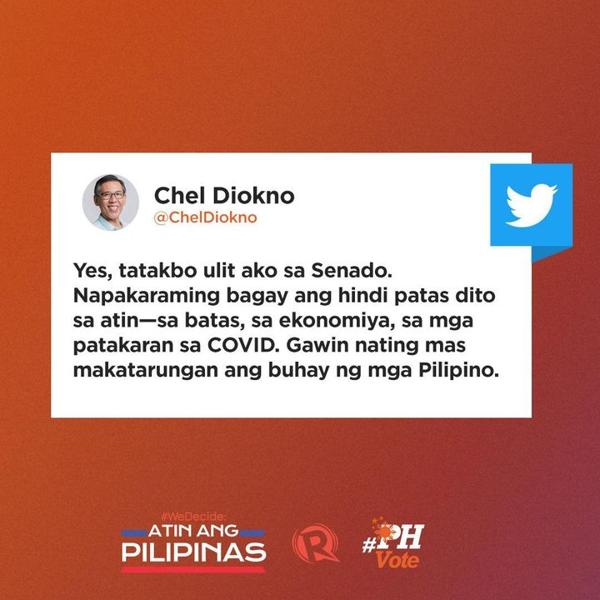 Chel Diokno
@ChelDiokno
Yes, tatakbo ulit ako sa Senado.
Napakaraming bagay ang hindi patas dito
sa atin—sa batas, sa ekonomiya, sa mga
patakaran sa COVID. Gawin nating mas
makatarungan ang buhay ng mga Pilipino.
#WeDecide:
ATIN ANG
PILIPINAS
R
#PH
Vote